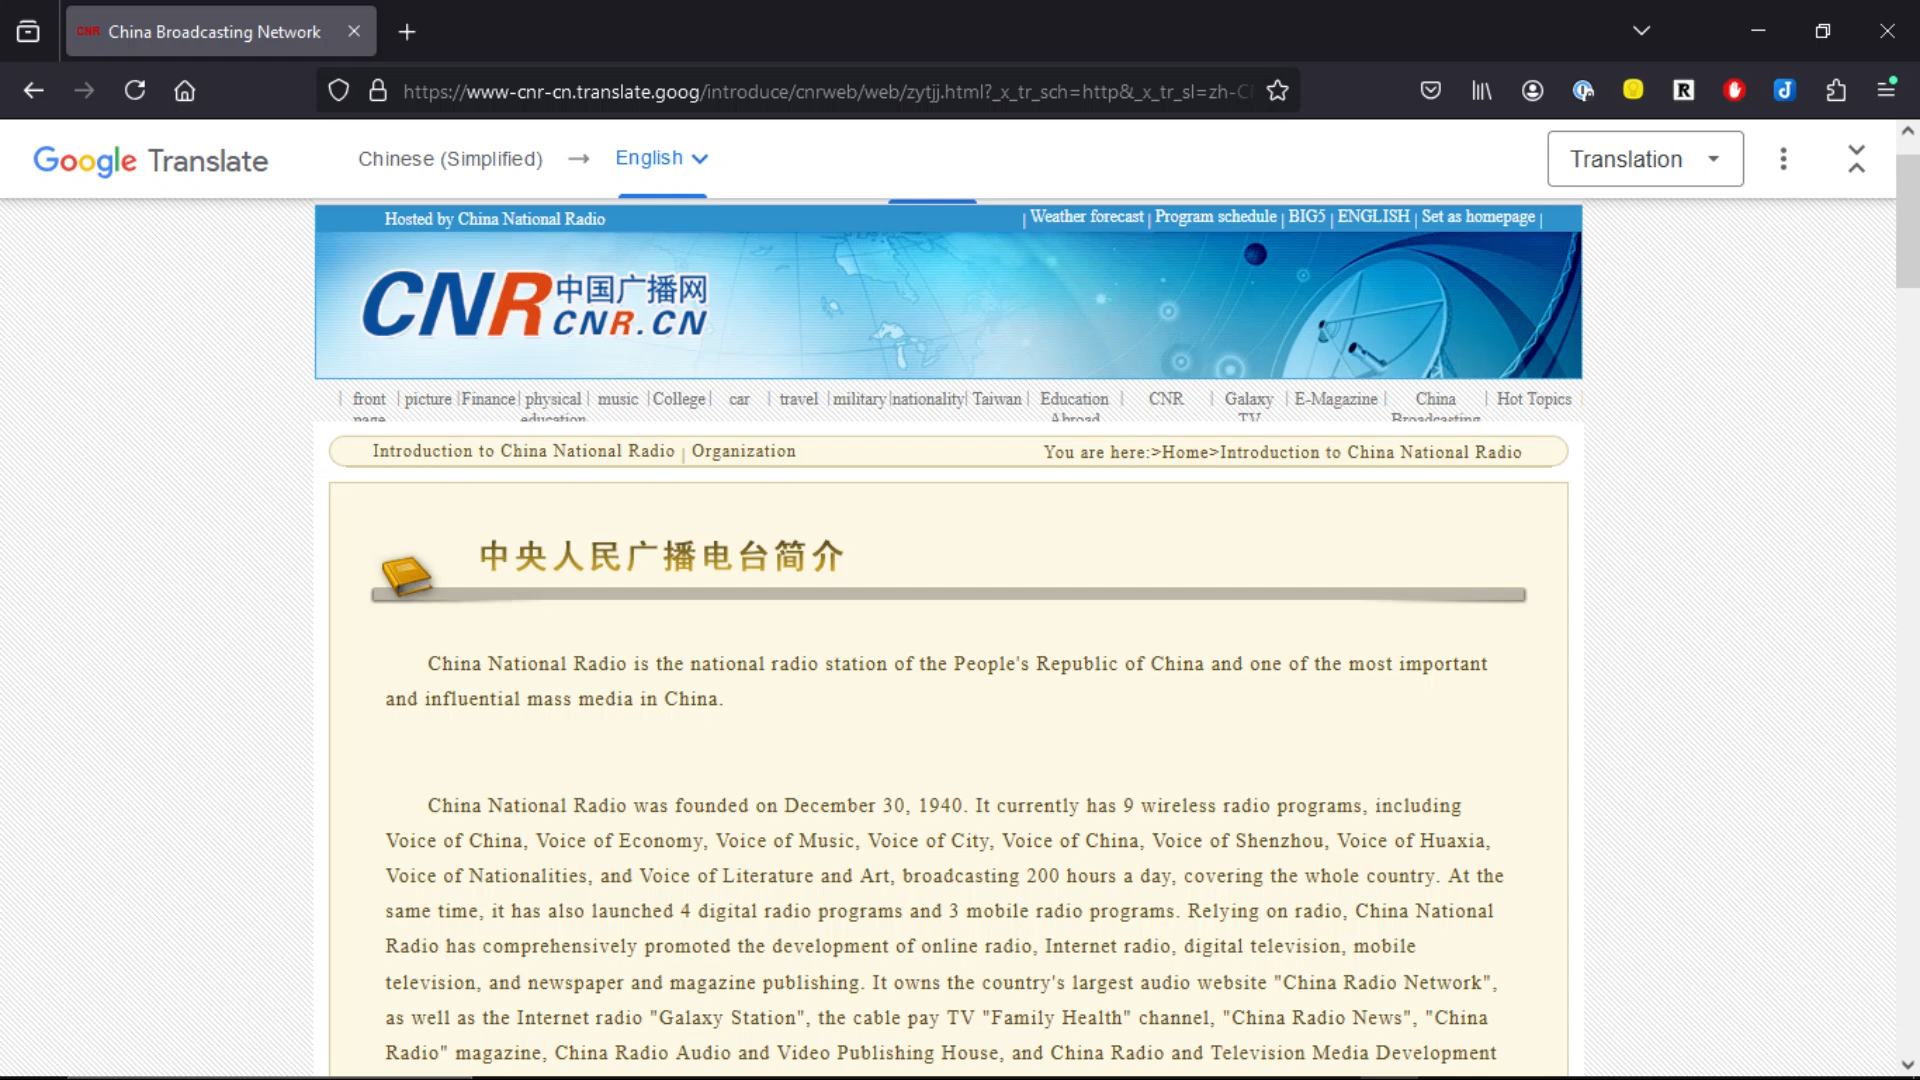 CNR China Broadcasting Network
https://www-cnr-cn.translate.goog/introduce/cnrweb/web/zytjj.html?_x_tr_sch=http&_x_tr_sl=zh-C
Google Translate Chinese (Simplified) → English Translation
Hosted by China National Radio | Weather forecast | Program schedule | BIG5 | ENGLISH | Set as homepage |
CNR 中国广播网
CNR.CN
| front page | picture | Finance | physical education | music | College | car | travel | military | nationality | Taiwan | Education Abroad | CNR | Galaxy TV | E-Magazine | China Broadcasting | Hot Topics
Introduction to China National Radio | Organization You are here:>Home>Introduction to China National Radio
中央人民广播电台简介
China National Radio is the national radio station of the People's Republic of China and one of the most important
and influential mass media in China.
China National Radio was founded on December 30, 1940. It currently has 9 wireless radio programs, including
Voice of China, Voice of Economy, Voice of Music, Voice of City, Voice of China, Voice of Shenzhou, Voice of Huaxia,
Voice of Nationalities, and Voice of Literature and Art, broadcasting 200 hours a day, covering the whole country. At the
same time, it has also launched 4 digital radio programs and 3 mobile radio programs. Relying on radio, China National
Radio has comprehensively promoted the development of online radio, Internet radio, digital television, mobile
television, and newspaper and magazine publishing. It owns the country's largest audio website "China Radio Network",
as well as the Internet radio "Galaxy Station", the cable pay TV "Family Health" channel, "China Radio News", "China
Radio" magazine, China Radio Audio and Video Publishing House, and China Radio and Television Media Development